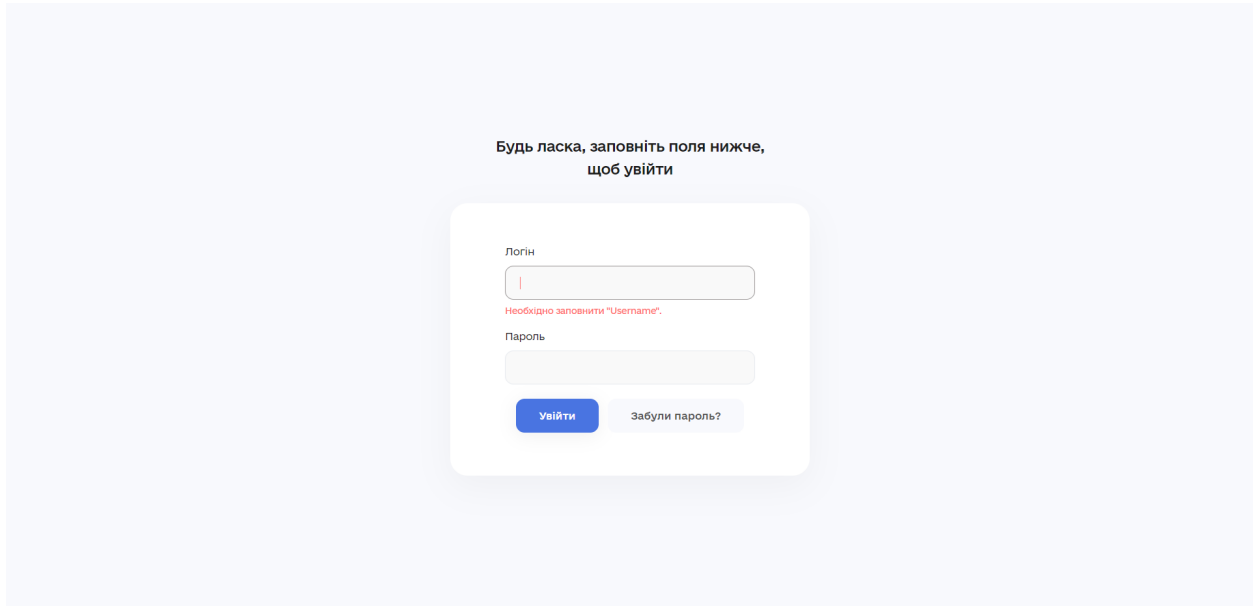 Будь ласка, заповніть поля нижче,
щоб увійти
Логін
Необхідно заповнити "Username".
Пароль
Увійти
Забули пароль?